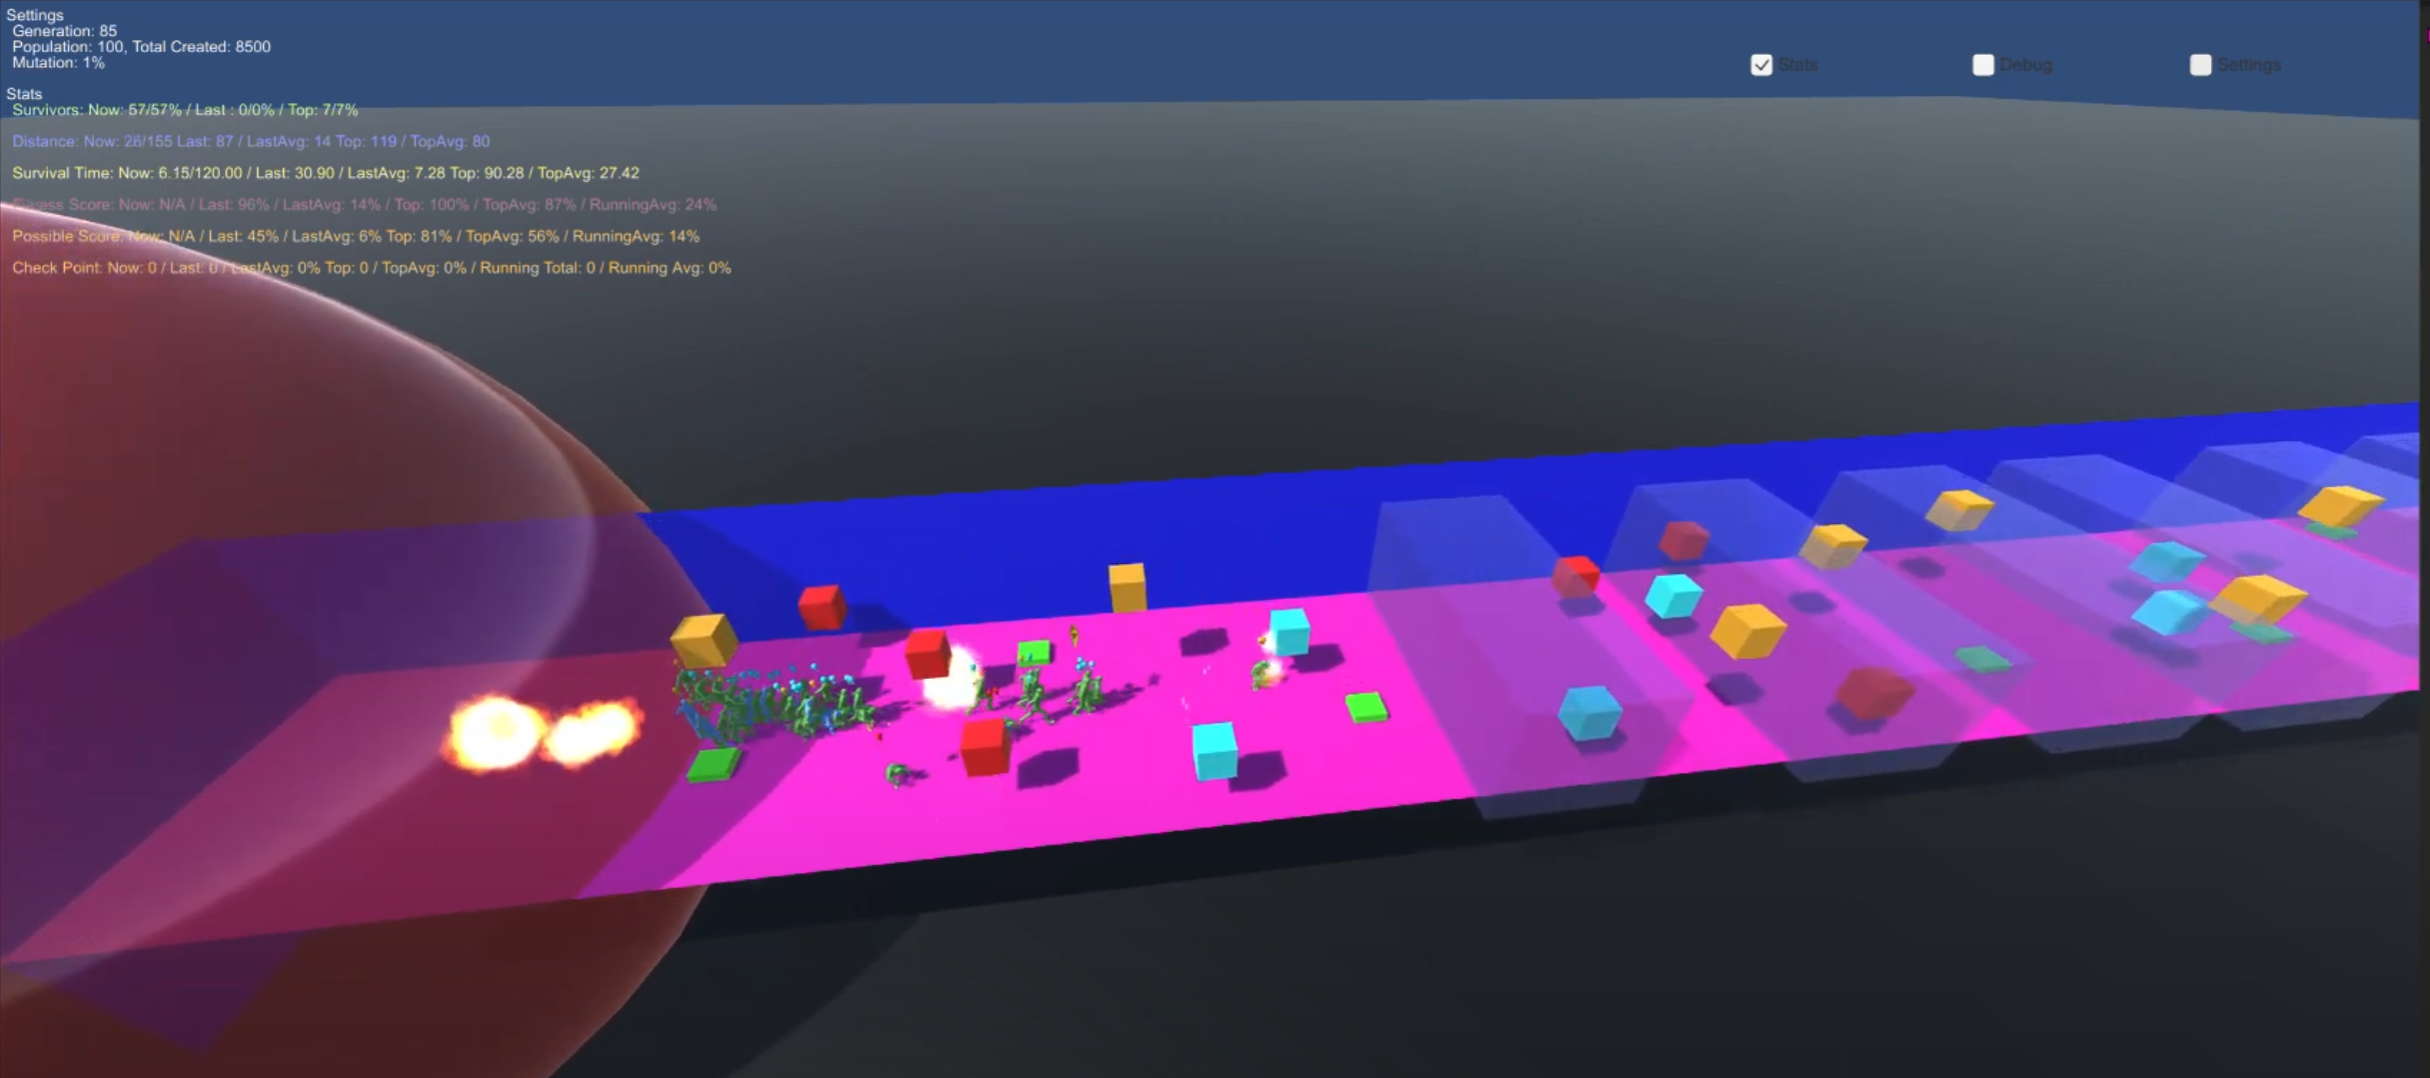 Settings
Generation: 85
Population: 100, Total Created: 8500
Mutation: 1%
Stats
Debug
Settings
Stats
Survivors: Now: 57/57% / Last : 0/0% / Top: 7/7%
Distance: Now: 26/155 Last: 87 / LastAvg: 14 Top: 119 / TopAvg: 80
Survival Time: Now: 6.15/120.00 / Last: 30.90 / LastAvg: 7.28 Top: 90.28 / TopAvg: 27.42
Score: Now: N/A / Last: 96% / LastAvg: 14% / Top: 100% / TopAvg: 87% / RunningAvg: 24%
Possible Score: Now: N/A / Last: 45% / LastAvg: 6% Top: 81% / TopAvg: 56% / RunningAvg: 14%
Check Point: Now: 0 / Last: 0 / LastAvg: 0% Top: 0 / TopAvg: 0% / Running Total: 0 / Running Avg: 0%